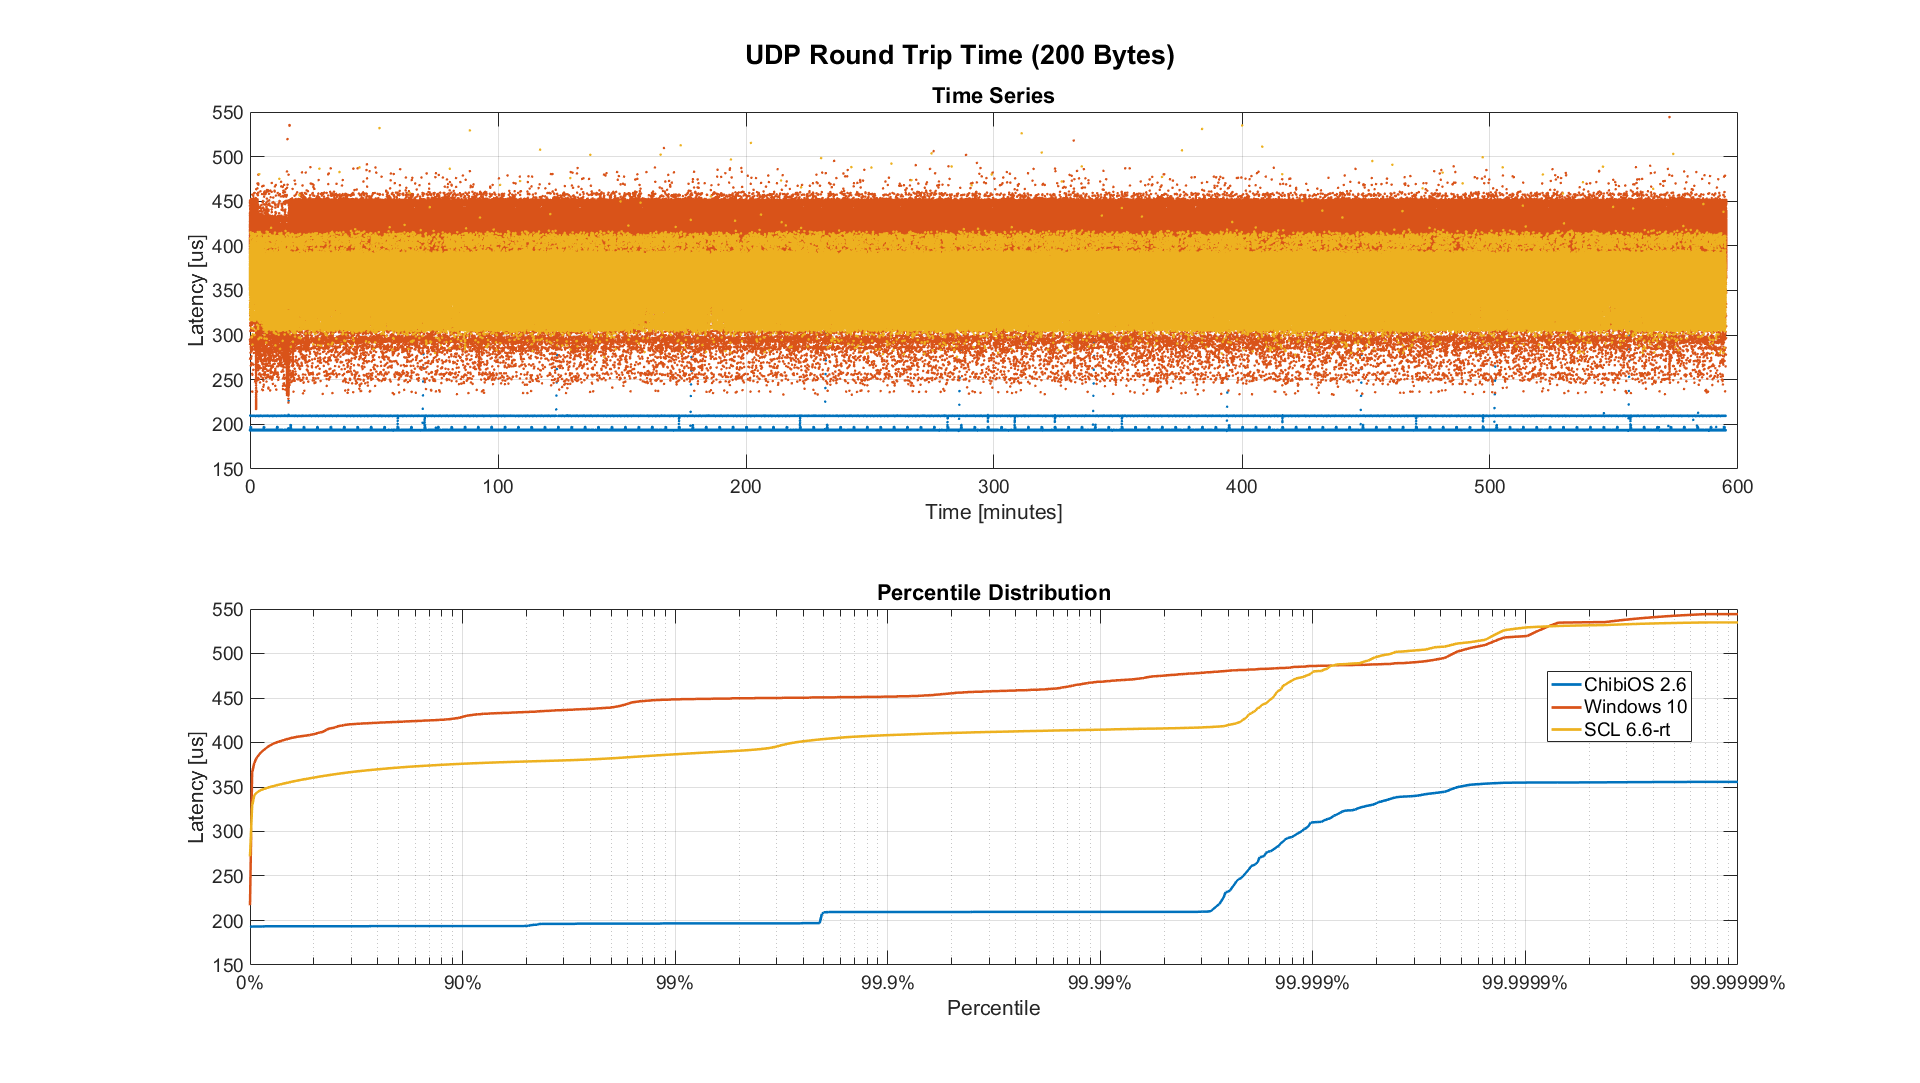 UDP Round Trip Time (200 Bytes)
Time Series
550
500
450
400
350
300
250
200
150
Latency [us]
0 100 200 300 400 500 600
Time [minutes]
Percentile Distribution
550
500
450
400
350
300
250
200
150
Latency [us]
ChibiOS 2.6
Windows 10
SCL 6.6-rt
0% 90% 99% 99.9% 99.99% 99.999% 99.9999% 99.99999%
Percentile